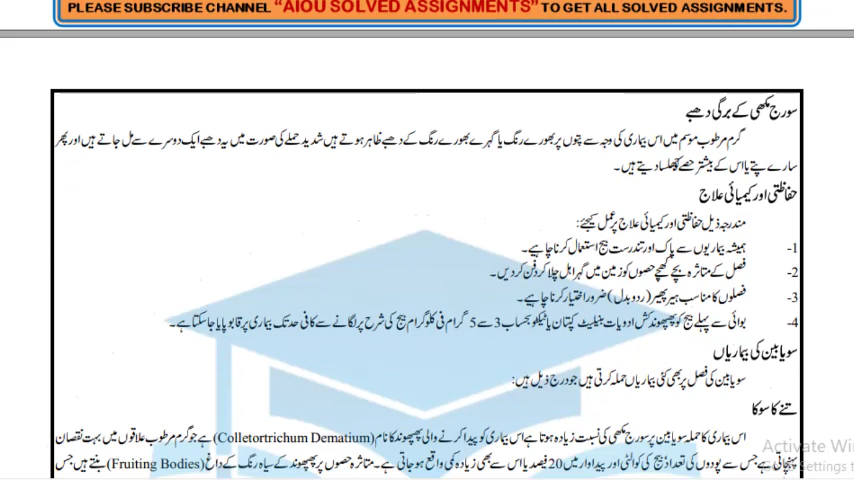 PLEASE SUBSCRIBE CHANNEL “AIOU SOLVED ASSIGNMENTS” TO GET ALL SOLVED ASSIGNMENTS.
سورج مکھی کے برگی دھبے
گرم مرطوب موسم میں اس بیماری کی وجہ سے پتوں پر بھورے رنگ یا گہرے بھورے رنگ کے دھبے ظاہر ہوتے ہیں شدید حملے کی صورت میں یہ دھبے ایک دوسرے سے مل جاتے ہیں اور پھر
سارے پتے یا اس کے بیشتر حصے کو جھلسا دیتے ہیں۔
حفاظتی اور کیمیائی علاج
مندرجہ ذیل حفاظتی اور کیمیائی علاج پر عمل کیجئے:
1- ہمیشہ بیماریوں سے پاک اور تندرست بیج استعمال کرنا چاہیے۔
2- فصل کے متاثرہ بچے کھچے حصوں کو زمین میں گہرا ہل چلا کر دفن کر دیں۔
3- فصلوں کا مناسب ہیر پھیر (ردوبدل) ضرور اختیار کرنا چاہیے۔
4- بوائی سے پہلے بیج کو پھپھوند کش ادویات بنیلیٹ کپتان یا ٹیکٹو بحساب 3 سے 5 گرام فی کلوگرام بیج کی شرح پر لگانے سے کافی حد تک بیماری پر قابو پایا جا سکتا ہے۔
سویابین کی بیماریاں
سویابین کی فصل پر بھی کئی بیماریاں حملہ کرتی ہیں جو درج ذیل ہیں:
تنے کا سوکا
اس بیماری کا حملہ سویابین پر سورج مکھی کی نسبت زیادہ ہوتا ہے اس بیماری کو پیدا کرنے والی پھپھوند کا نام (Colletortrichum Dematium) ہے جو گرم مرطوب علاقوں میں بہت نقصان
پہنچاتی ہے جس سے پودوں کی تعداد، بیج کی کوالٹی اور پیداوار میں 20 فیصد یا اس سے بھی زیادہ کمی واقع ہو جاتی ہے۔ متاثرہ حصوں پر پھپھوند کے سیاہ رنگ کے داغ (Fruiting Bodies) بنتے ہیں جس
Activate Win
Settings t